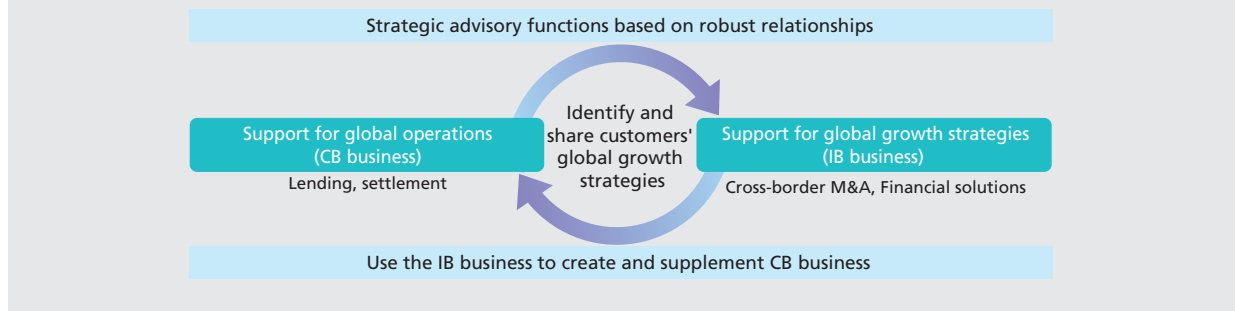 Strategic advisory functions based on robust relationships
Support for global operations
(CB business)
Lending, settlement
Identify and
share customers'
global growth
strategies
Support for global growth strategies
(IB business)
Cross-border M&A, Financial solutions
Use the IB business to create and supplement CB business